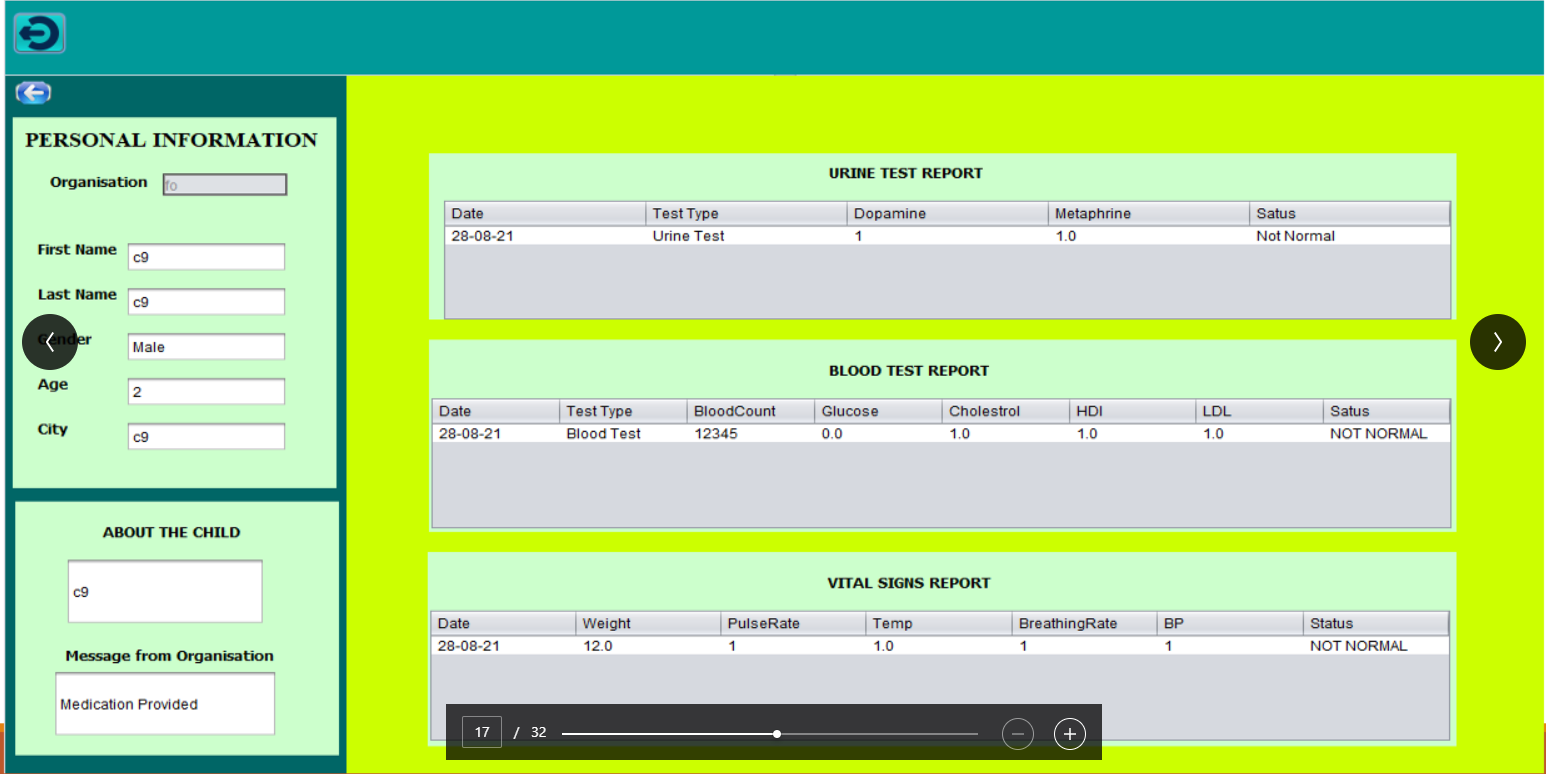 PERSONAL INFORMATION
Organisation fo
First Name c9
Last Name c9
Gender Male
Age 2
City c9
ABOUT THE CHILD
c9
Message from Organisation
Medication Provided
URINE TEST REPORT
Date Test Type Dopamine Metaphrine Satus
28-08-21 Urine Test 1 1.0 Not Normal
BLOOD TEST REPORT
Date Test Type BloodCount Glucose Cholestrol HDI LDL Satus
28-08-21 Blood Test 12345 0.0 1.0 1.0 1.0 NOT NORMAL
VITAL SIGNS REPORT
Date Weight PulseRate Temp BreathingRate BP Status
28-08-21 12.0 1 1.0 1 1 NOT NORMAL
17 / 32